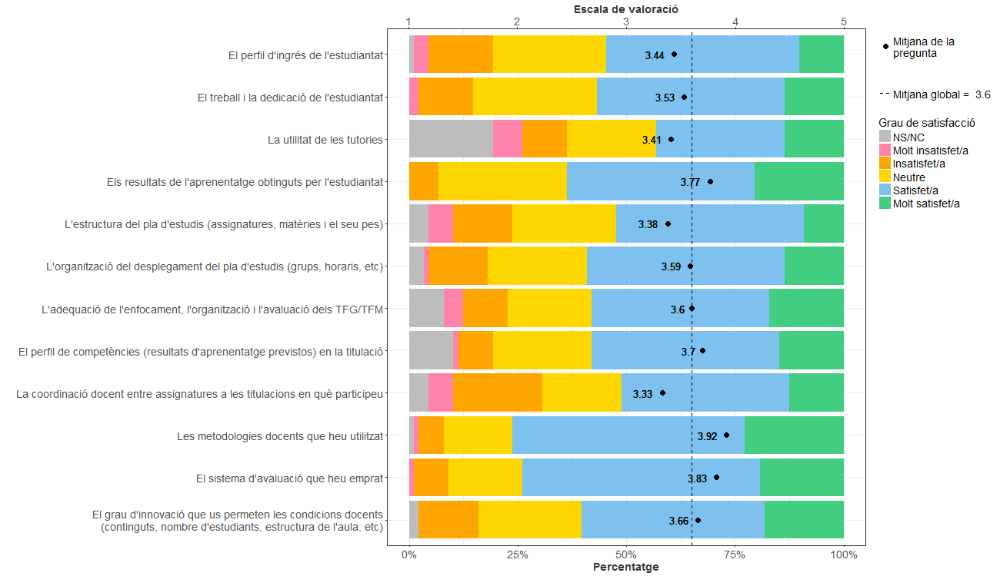 Escala de valoració
1 2 3 4 5
El perfil d'ingrés de l'estudiantat
3.44
El treball i la dedicació de l'estudiantat
3.53
La utilitat de les tutories
3.41
Els resultats de l'aprenentatge obtinguts per l'estudiantat
3.77
L'estructura del pla d'estudis (assignatures, matèries i el seu pes)
3.38
L'organització del desplegament del pla d'estudis (grups, horaris, etc)
3.59
L'adequació de l'enfocament, l'organització i l'avaluació dels TFG/TFM
3.6
El perfil de competències (resultats d'aprenentatge previstos) en la titulació
3.7
La coordinació docent entre assignatures a les titulacions en què participeu
3.33
Les metodologies docents que heu utilitzat
3.92
El sistema d'avaluació que heu emprat
3.83
El grau d'innovació que us permeten les condicions docents
(continguts, nombre d'estudiants, estructura de l'aula, etc)
3.66
0% 25% 50% 75% 100%
Percentatge
Mitjana de la
pregunta
Mitjana global = 3.6
Grau de satisfacció
NS/NC
Molt insatisfet/a
Insatisfet/a
Neutre
Satisfet/a
Molt satisfet/a